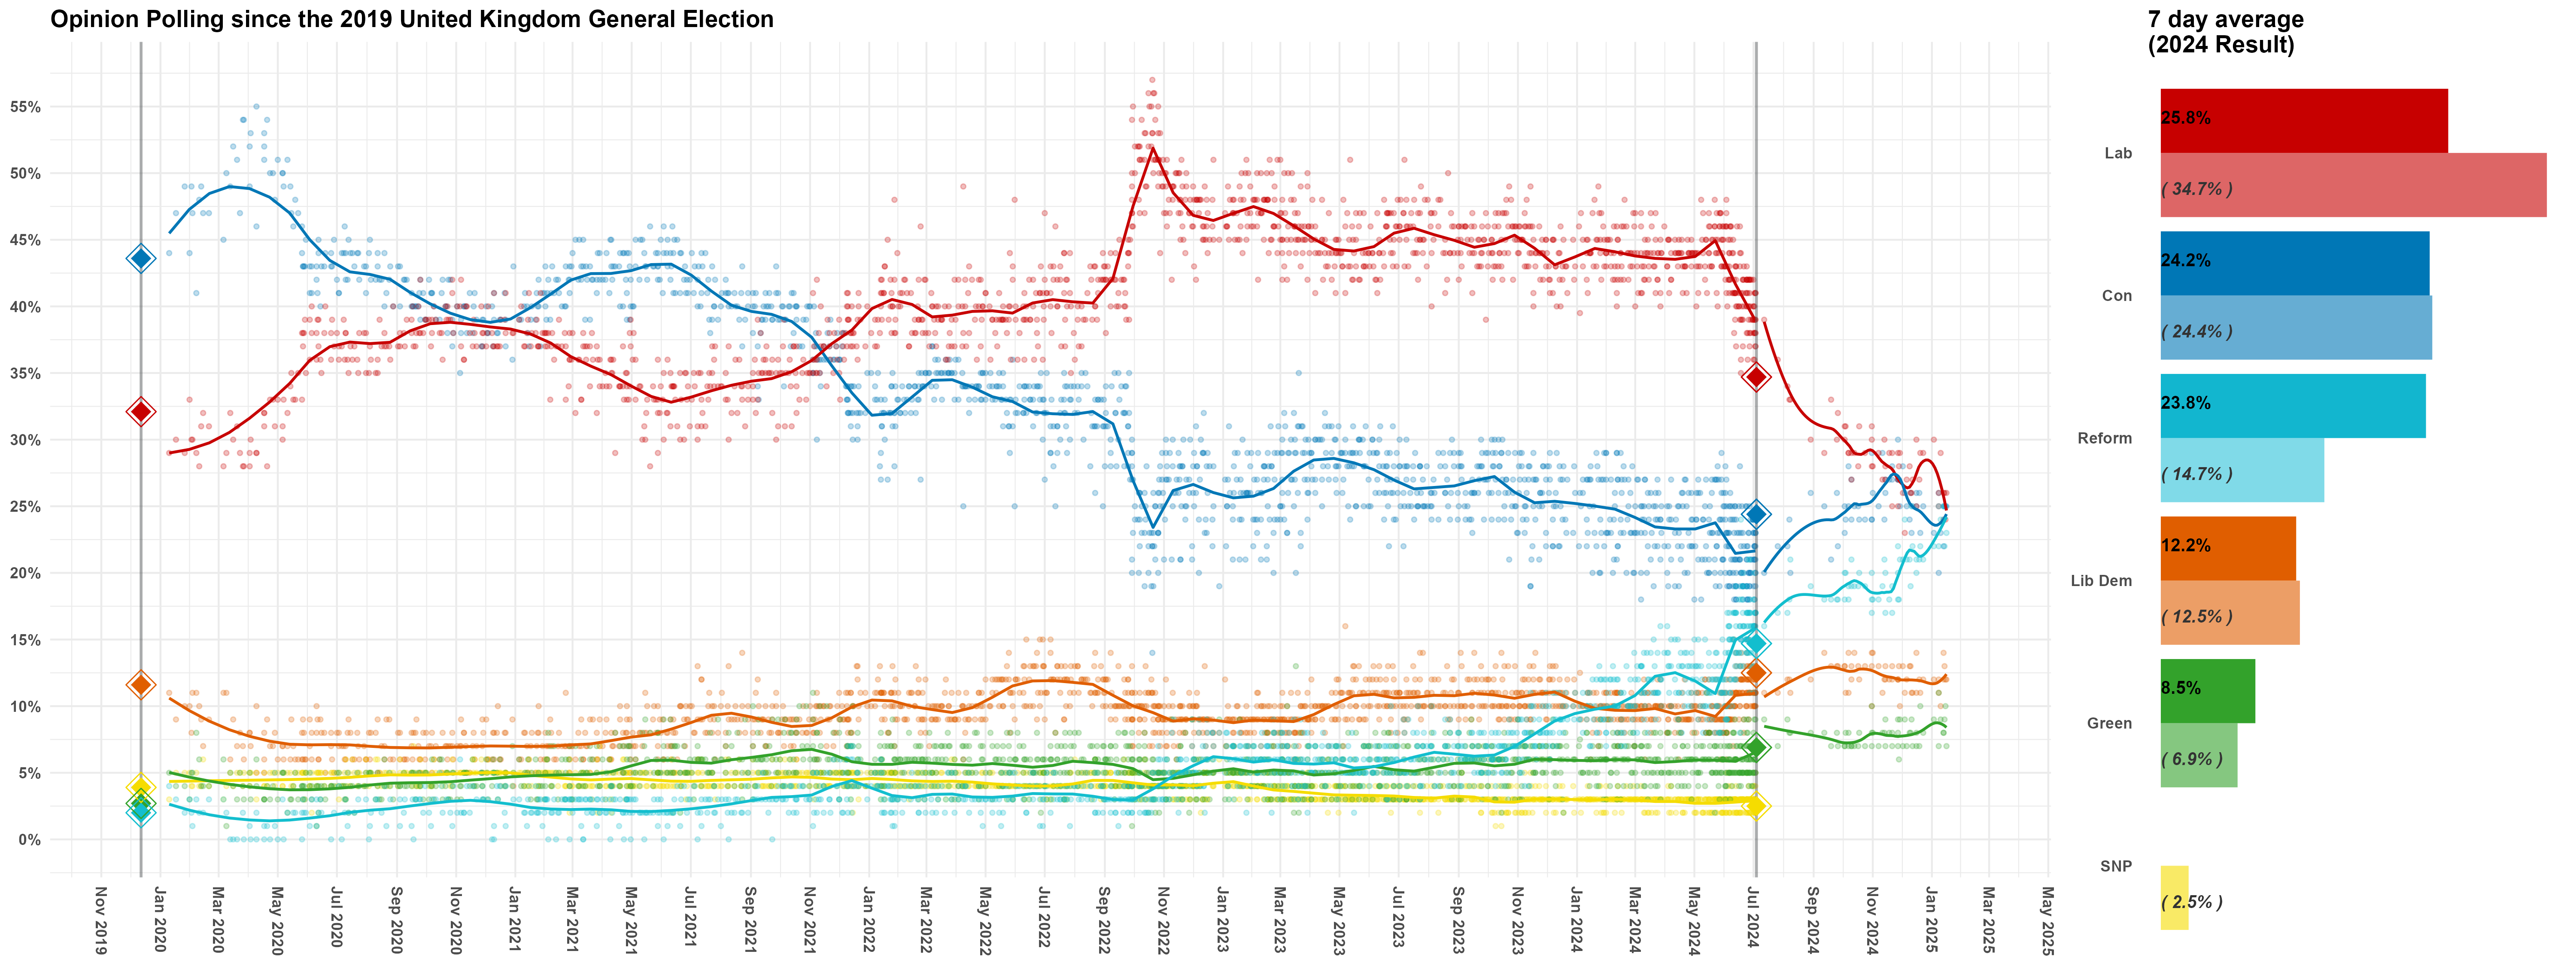 Opinion Polling since the 2019 United Kingdom General Election
55%
50%
45%
40%
35%
30%
25%
20%
15%
10%
5%
0%
Nov 2019
Jan 2020
Mar 2020
May 2020
Jul 2020
Sep 2020
Nov 2020
Jan 2021
Mar 2021
May 2021
Jul 2021
Sep 2021
Nov 2021
Jan 2022
Mar 2022
May 2022
Jul 2022
Sep 2022
Nov 2022
Jan 2023
Mar 2023
May 2023
Jul 2023
Sep 2023
Nov 2023
Jan 2024
Mar 2024
May 2024
Jul 2024
Sep 2024
Nov 2024
Jan 2025
Mar 2025
May 2025
7 day average
(2024 Result)
Lab
25.8%
( 34.7% )
Con
24.2%
( 24.4% )
Reform
23.8%
( 14.7% )
Lib Dem
12.2%
( 12.5% )
Green
8.5%
( 6.9% )
SNP
( 2.5% )